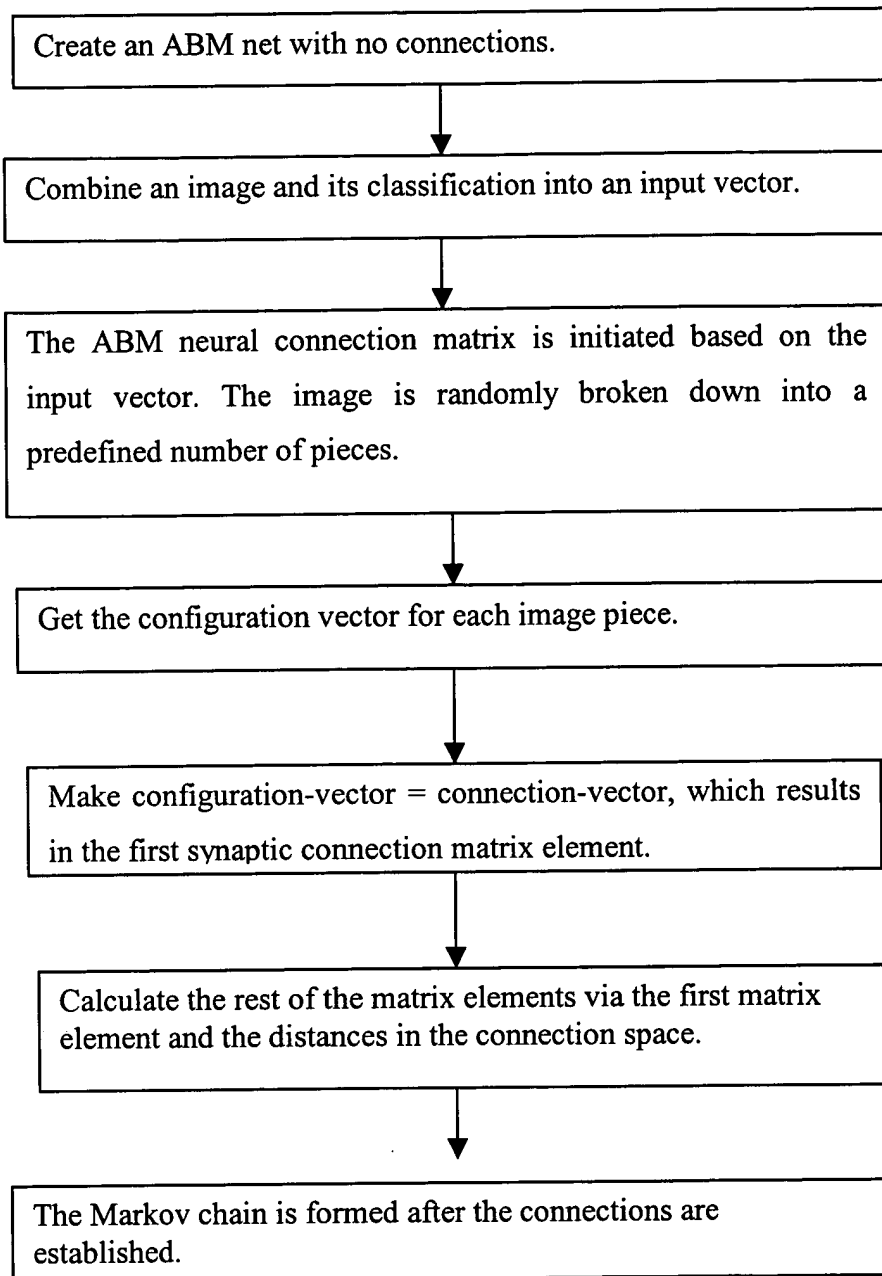 Create an ABM net with no connections.
Combine an image and its classification into an input vector.
The ABM neural connection matrix is initiated based on the
input vector. The image is randomly broken down into a
predefined number of pieces.
Get the configuration vector for each image piece.
Make configuration-vector = connection-vector, which results
in the first synaptic connection matrix element.
Calculate the rest of the matrix elements via the first matrix
element and the distances in the connection space.
The Markov chain is formed after the connections are
established.